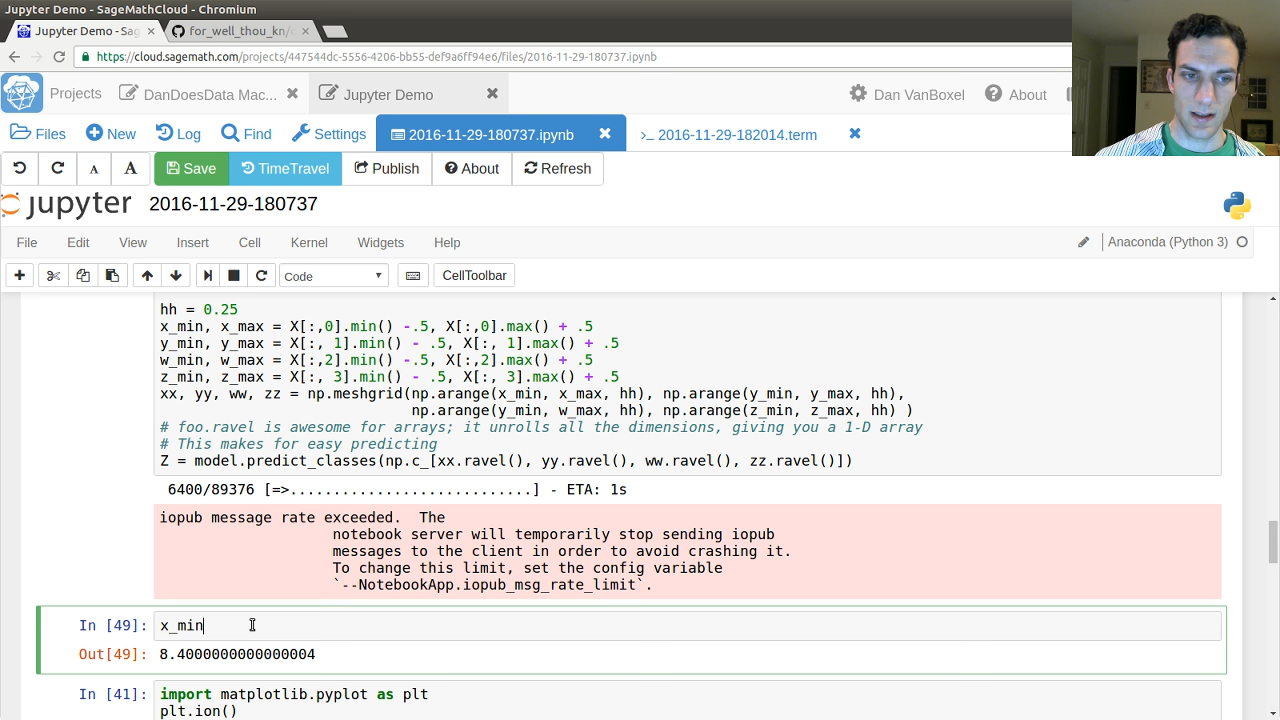 Jupyter Demo - SageMathCloud - Chromium
Jupyter Demo - Sag
for_well_thou_kn/
https://cloud.sagemath.com/projects/447544dc-5556-4206-bb55-def9a6ff94e6/files/2016-11-29-180737.ipynb
Projects DanDoesData Mac... Jupyter Demo Dan VanBoxel About
Files New Log Find Settings 2016-11-29-180737.ipynb >_ 2016-11-29-182014.term
A A Save TimeTravel Publish About Refresh
jupyter 2016-11-29-180737
File Edit View Insert Cell Kernel Widgets Help Anaconda (Python 3)
Code CellToolbar
hh = 0.25
x_min, x_max = X[:,0].min() -.5, X[:,0].max() + .5
y_min, y_max = X[:, 1].min() - .5, X[:, 1].max() + .5
w_min, w_max = X[:,2].min() -.5, X[:,2].max() + .5
z_min, z_max = X[:, 3].min() - .5, X[:, 3].max() + .5
xx, yy, ww, zz = np.meshgrid(np.arange(x_min, x_max, hh), np.arange(y_min, y_max, hh),
np.arange(y_min, w_max, hh), np.arange(z_min, z_max, hh) )
# foo.ravel is awesome for arrays; it unrolls all the dimensions, giving you a 1-D array
# This makes for easy predicting
Z = model.predict_classes(np.c_[xx.ravel(), yy.ravel(), ww.ravel(), zz.ravel()])
6400/89376 [=>............................] - ETA: 1s
iopub message rate exceeded. The
notebook server will temporarily stop sending iopub
messages to the client in order to avoid crashing it.
To change this limit, set the config variable
`--NotebookApp.iopub_msg_rate_limit`.
In [49]: x_min
Out[49]: 8.4000000000000004
In [41]: import matplotlib.pyplot as plt
plt.ion()